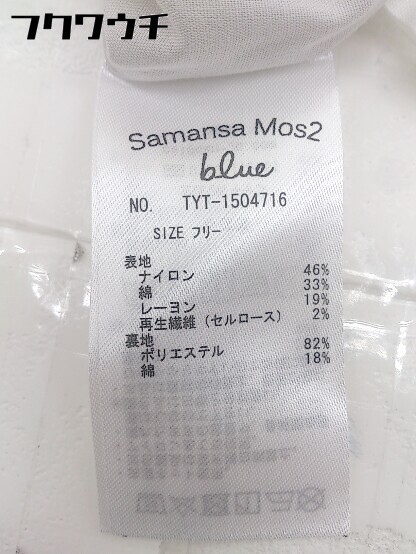 フクウウチ
Samansa Mos2
blue
NO. TYT-1504716
SIZE フリー
表地
ナイロン 46%
綿 33%
レーヨン 19%
再生繊維（セルロース） 2%
裏地
ポリエステル 82%
綿 18%